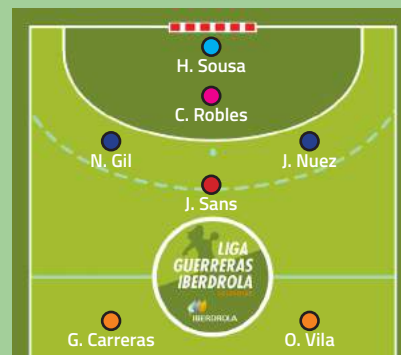 H. Sousa
C. Robles
N. Gil
J. Nuez
J. Sans
LIGA
GUERRERAS
IBERDROLA
IBERDROLA
G. Carreras
O. Vila